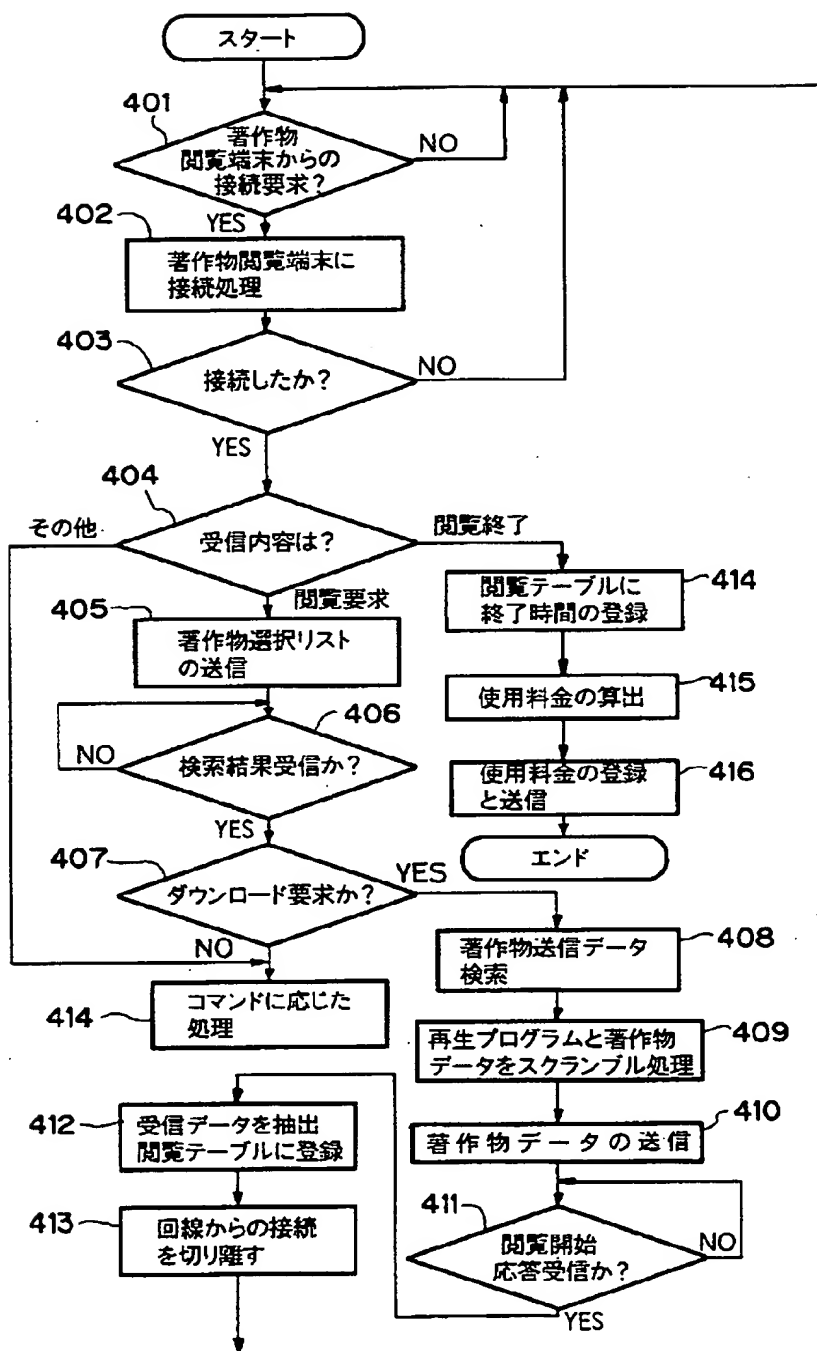 スタート
401
著作物
閲覧端末からの
接続要求?
NO
YES
402
著作物閲覧端末に
接続処理
403
接続したか?
NO
YES
404
その他
受信内容は?
閲覧終了
閲覧要求
405
著作物選択リスト
の送信
406
検索結果受信か?
NO
YES
407
ダウンロード要求か?
YES
NO
414
コマンドに応じた
処理
閲覧テーブルに
終了時間の登録
414
使用料金の算出
415
使用料金の登録
と送信
416
エンド
著作物送信データ
検索
408
再生プログラムと著作物
データをスクランブル処理
409
著作物データの送信
410
411
閲覧開始
応答受信か?
NO
YES
412
受信データを抽出
閲覧テーブルに登録
413
回線からの接続
を切り離す